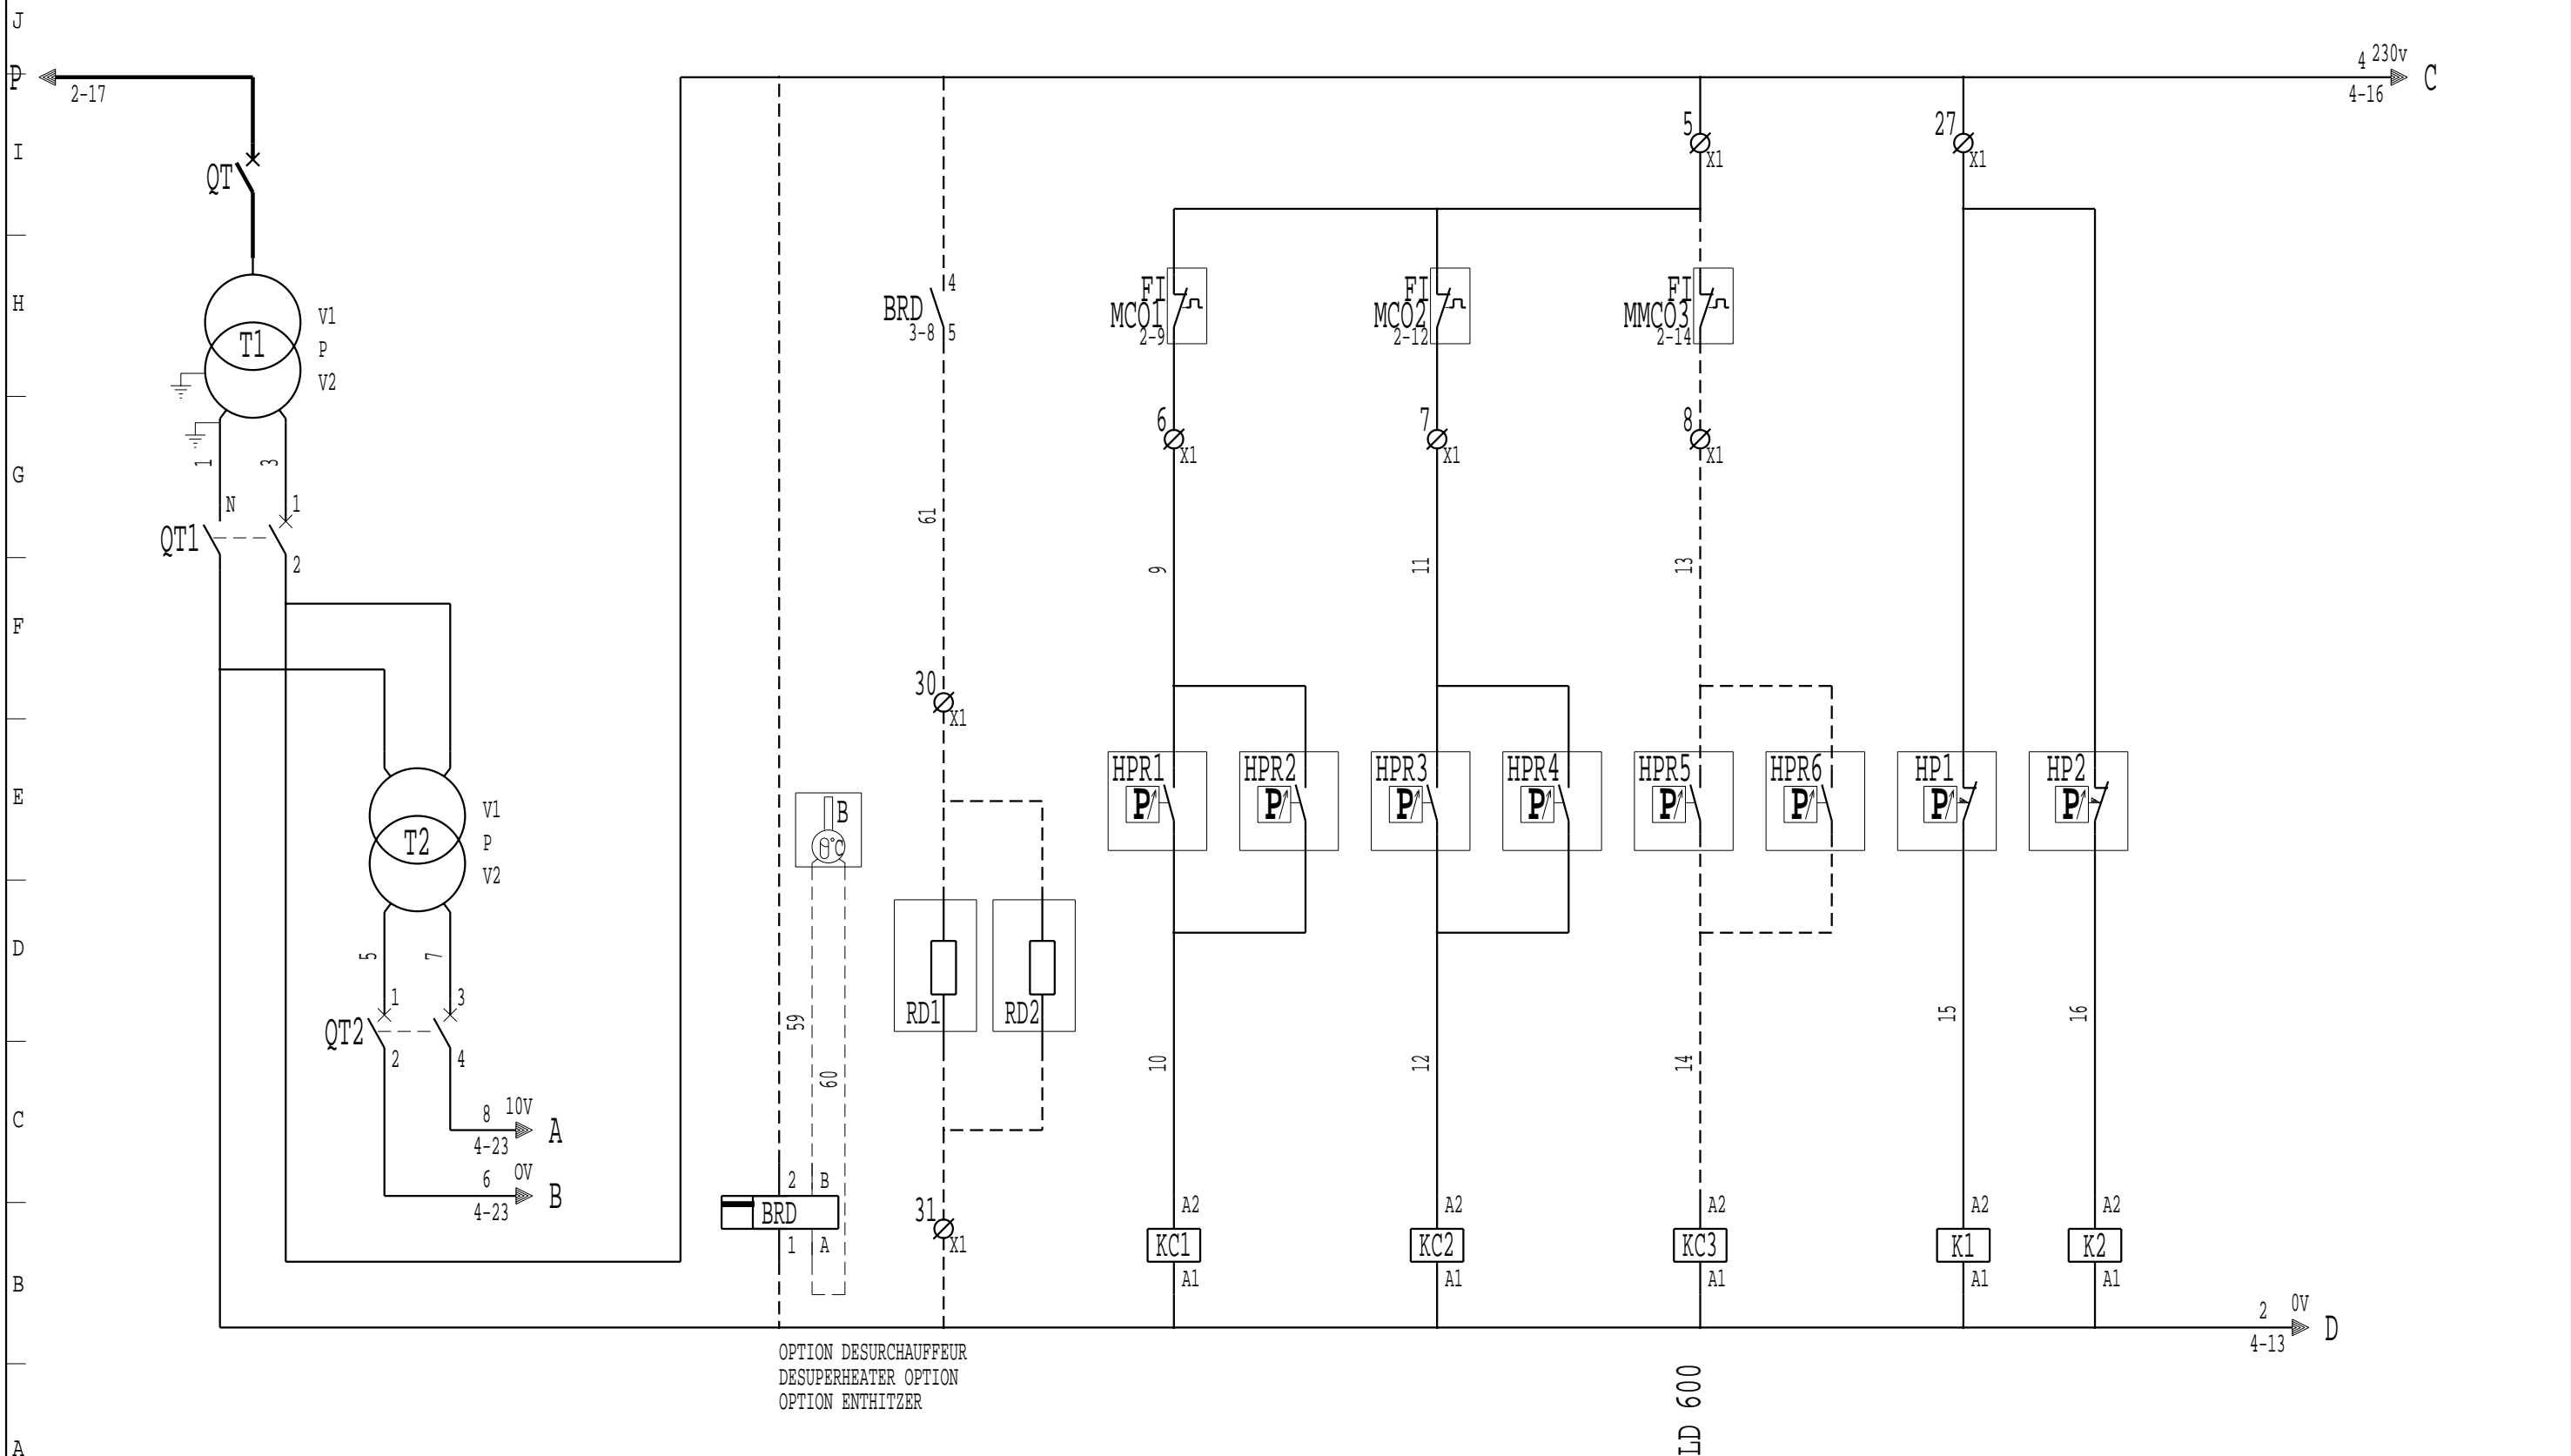 J
P
2-17
4 230v
4-16
C
I
QT
5
X1
27
X1
H
T1
V1
P
V2
BRD
3-8
4
5
FI
MCO1
2-9
FI
MCO2
2-12
FI
MMCO3
2-14
6
X1
7
X1
8
X1
G
1
3
N
1
QT1
2
61
9
11
13
F
30
X1
E
T2
V1
P
V2
B
0°C
HPR1
P
HPR2
P
HPR3
P
HPR4
P
HPR5
P
HPR6
P
HP1
P
HP2
P
D
5
7
1
3
QT2
2
4
RD1
RD2
59
60
10
12
14
15
16
C
8 10V
4-23
A
6 0V
4-23
B
2
B
BRD
1
A
31
X1
A2
KC1
A1
A2
KC2
A1
A2
KC3
A1
A2
K1
A1
A2
K2
A1
B
2 0V
4-13
D
OPTION DESURCHAUFFEUR
DESUPERHEATER OPTION
OPTION ENTHITZER
LD 600
A